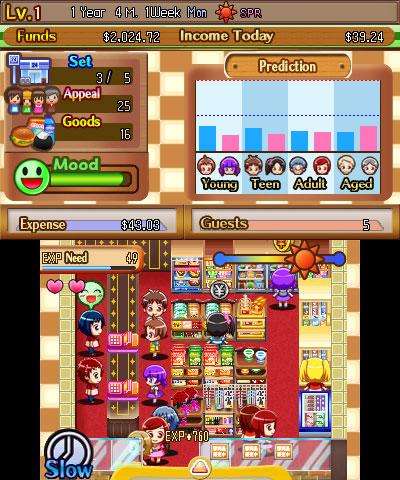 Lv.1 1 Year 4 M. 1Week Mon SPR
Funds $2,024.72 Income Today $39.24
Set
3 / 5
Appeal
25
Goods
16
Mood
Prediction
Young Teen Adult Aged
Expense $43.03 Guests 5
EXP Need 49
¥
EXP+760
Slow